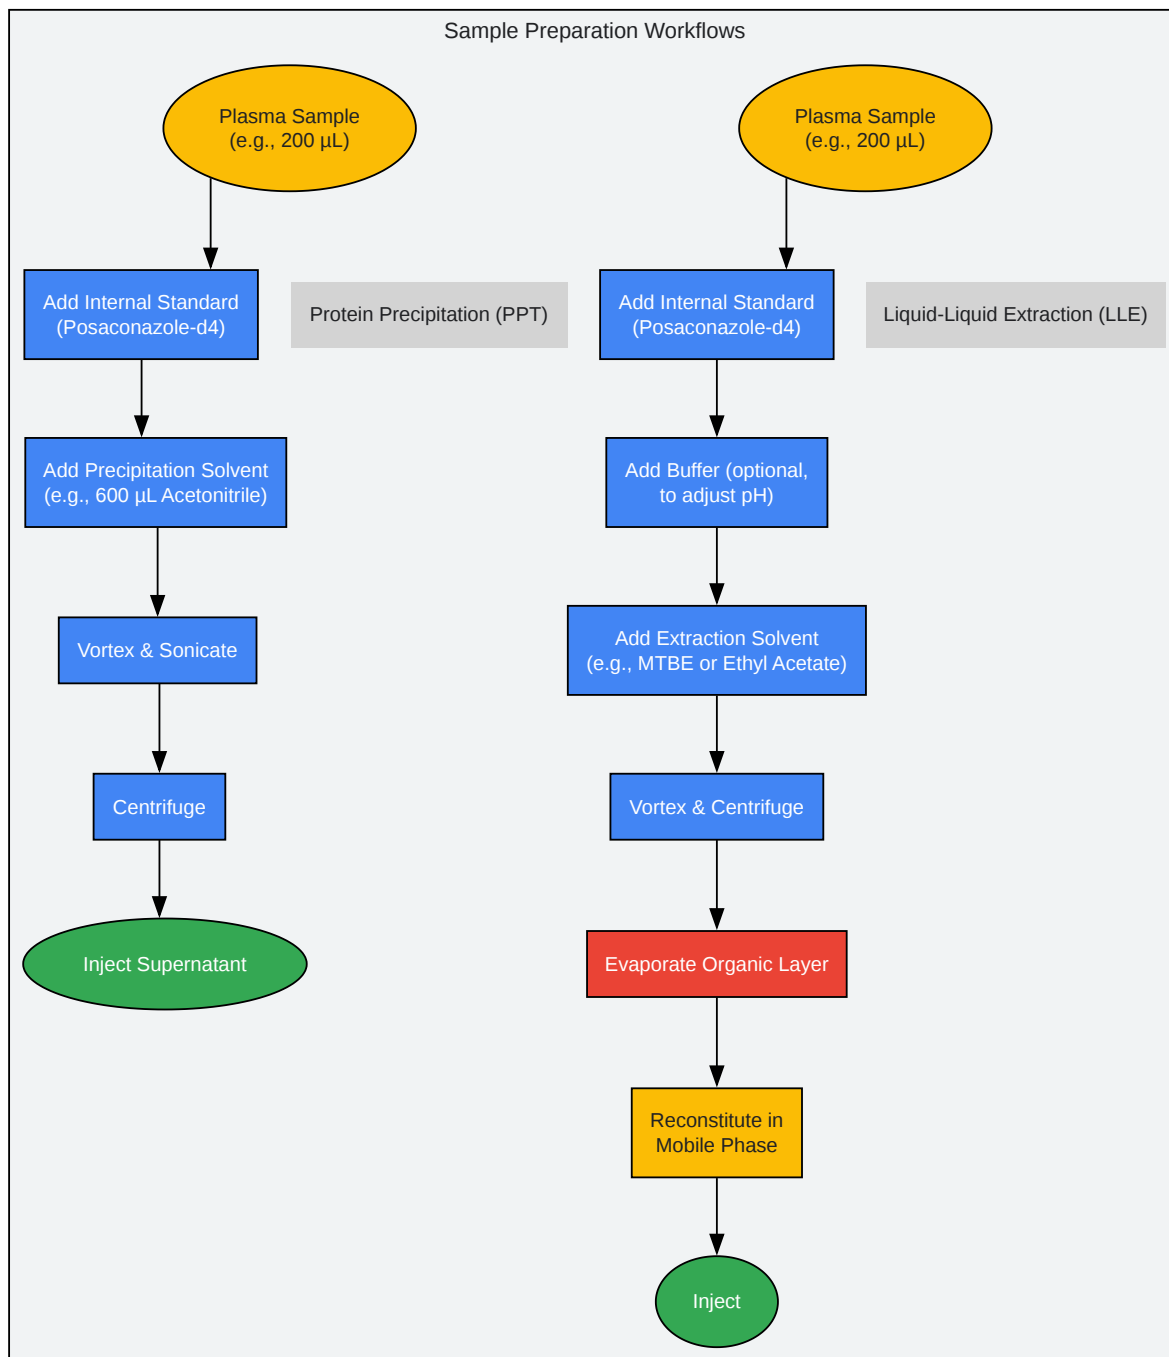 Sample Preparation Workflows
Plasma Sample
(e.g., 200 µL)
Add Internal Standard
(Posaconazole-d4)
Protein Precipitation (PPT)
Add Precipitation Solvent
(e.g., 600 µL Acetonitrile)
Vortex & Sonicate
Centrifuge
Inject Supernatant
Plasma Sample
(e.g., 200 µL)
Add Internal Standard
(Posaconazole-d4)
Liquid-Liquid Extraction (LLE)
Add Buffer (optional,
to adjust pH)
Add Extraction Solvent
(e.g., MTBE or Ethyl Acetate)
Vortex & Centrifuge
Evaporate Organic Layer
Reconstitute in
Mobile Phase
Inject